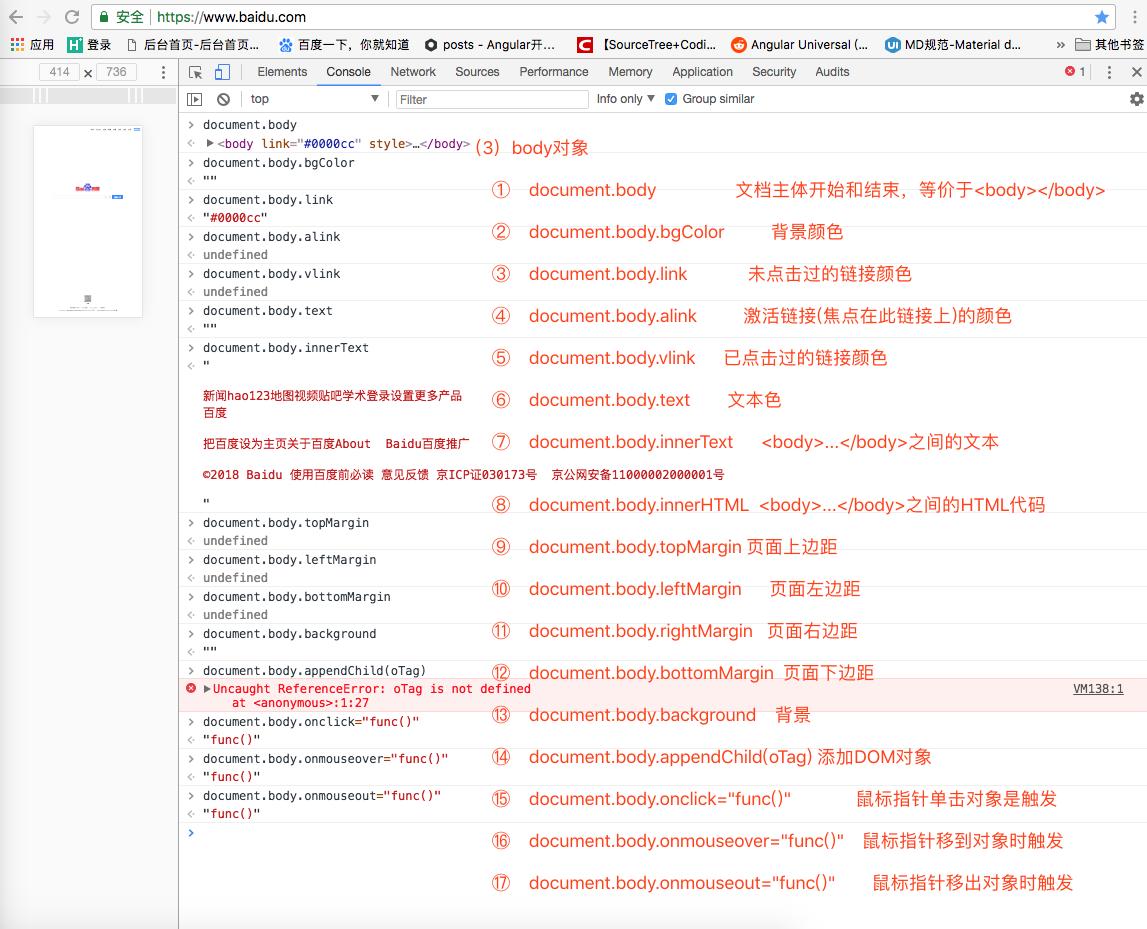 安全 https://www.baidu.com
应用 登录 后台首页-后台首页... 百度一下，你就知道 posts - Angular开... 【SourceTree+Codi... Angular Universal (... MD规范-Material d... » 其他书签
414 × 736 Elements Console Network Sources Performance Memory Application Security Audits 1
top Filter Info only Group similar
document.body
<body link="#0000cc" style>…</body>
（3）body对象
document.body.bgColor
""
① document.body 文档主体开始和结束，等价于<body></body>
document.body.link
"#0000cc"
② document.body.bgColor 背景颜色
document.body.alink
undefined
③ document.body.link 未点击过的链接颜色
document.body.vlink
undefined
④ document.body.alink 激活链接(焦点在此链接上)的颜色
document.body.text
""
⑤ document.body.vlink 已点击过的链接颜色
document.body.innerText
"
新闻hao123地图视频贴吧学术登录设置更多产品
⑥ document.body.text 文本色
百度
把百度设为主页关于百度About Baidu百度推广
⑦ document.body.innerText <body>...</body>之间的文本
©2018 Baidu 使用百度前必读 意见反馈 京ICP证030173号 京公网安备11000002000001号
"
⑧ document.body.innerHTML <body>...</body>之间的HTML代码
document.body.topMargin
undefined
⑨ document.body.topMargin 页面上边距
document.body.leftMargin
undefined
⑩ document.body.leftMargin 页面左边距
document.body.bottomMargin
undefined
⑪ document.body.rightMargin 页面右边距
document.body.background
""
document.body.appendChild(oTag)
⑫ document.body.bottomMargin 页面下边距
Uncaught ReferenceError: oTag is not defined VM138:1
at <anonymous>:1:27
⑬ document.body.background 背景
document.body.onclick="func()"
"func()"
document.body.onmouseover="func()"
⑭ document.body.appendChild(oTag) 添加DOM对象
"func()"
document.body.onmouseout="func()"
⑮ document.body.onclick="func()" 鼠标指针单击对象是触发
"func()"
⑯ document.body.onmouseover="func()" 鼠标指针移到对象时触发
⑰ document.body.onmouseout="func()" 鼠标指针移出对象时触发